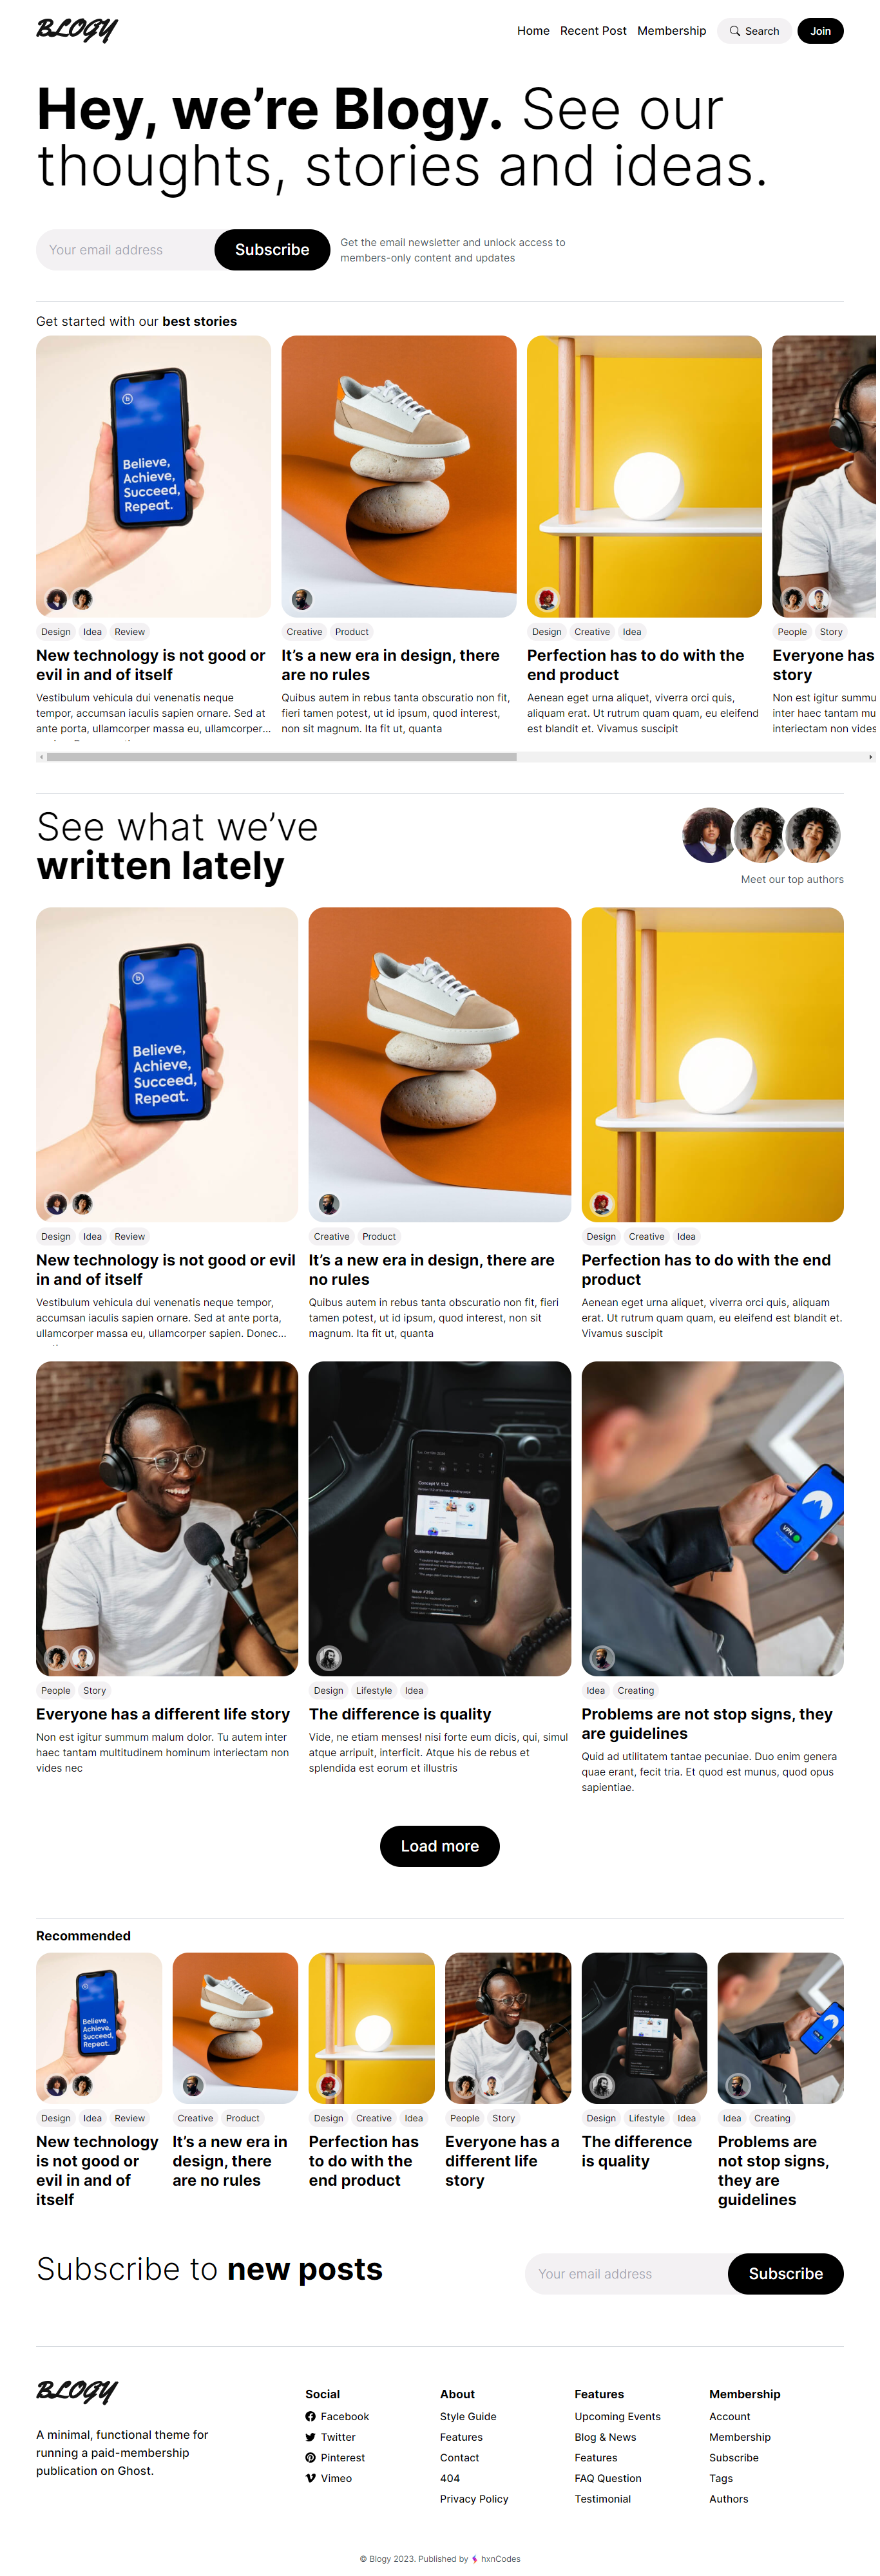 BLOGY
Home Recent Post Membership Search Join
Hey, we’re Blogy. See our
thoughts, stories and ideas.
Your email address Subscribe
Get the email newsletter and unlock access to
members-only content and updates
Get started with our best stories
Believe,
Achieve,
Succeed,
Repeat.
Design Idea Review
New technology is not good or
evil in and of itself
Vestibulum vehicula dui venenatis neque
tempor, accumsan iaculis sapien ornare. Sed at
ante porta, ullamcorper massa eu, ullamcorper...
Creative Product
It’s a new era in design, there
are no rules
Quibus autem in rebus tanta obscuratio non fit,
fieri tamen potest, ut id ipsum, quod interest,
non sit magnum. Ita fit ut, quanta
Design Creative Idea
Perfection has to do with the
end product
Aenean eget urna aliquet, viverra orci quis,
aliquam erat. Ut rutrum quam quam, eu eleifend
est blandit et. Vivamus suscipit
People Story
Everyone has
story
Non est igitur summu
inter haec tantam mu
interiectam non vides
See what we’ve
written lately
Meet our top authors
Believe,
Achieve,
Succeed,
Repeat.
Design Idea Review
New technology is not good or evil
in and of itself
Vestibulum vehicula dui venenatis neque tempor,
accumsan iaculis sapien ornare. Sed at ante porta,
ullamcorper massa eu, ullamcorper sapien. Donec...
Creative Product
It’s a new era in design, there are
no rules
Quibus autem in rebus tanta obscuratio non fit, fieri
tamen potest, ut id ipsum, quod interest, non sit
magnum. Ita fit ut, quanta
Design Creative Idea
Perfection has to do with the end
product
Aenean eget urna aliquet, viverra orci quis, aliquam
erat. Ut rutrum quam quam, eu eleifend est blandit et.
Vivamus suscipit
People Story
Everyone has a different life story
Non est igitur summum malum dolor. Tu autem inter
haec tantam multitudinem hominum interiectam non
vides nec
Concept V. 11.2
Customer Feedback
Issue #268
Design Lifestyle Idea
The difference is quality
Vide, ne etiam menses! nisi forte eum dicis, qui, simul
atque arripuit, interficit. Atque his de rebus et
splendida est eorum et illustris
VPN
Idea Creating
Problems are not stop signs, they
are guidelines
Quid ad utilitatem tantae pecuniae. Duo enim genera
quae erant, fecit tria. Et quod est munus, quod opus
sapientiae.
Load more
Recommended
Believe,
Achieve,
Succeed,
Repeat.
Design Idea Review
New technology
is not good or
evil in and of
itself
Creative Product
It’s a new era in
design, there
are no rules
Design Creative Idea
Perfection has
to do with the
end product
People Story
Everyone has a
different life
story
Design Lifestyle Idea
The difference
is quality
Idea Creating
Problems are
not stop signs,
they are
guidelines
Subscribe to new posts
Your email address Subscribe
BLOGY
A minimal, functional theme for
running a paid-membership
publication on Ghost.
Social
Facebook
Twitter
Pinterest
Vimeo
About
Style Guide
Features
Contact
404
Privacy Policy
Features
Upcoming Events
Blog & News
Features
FAQ Question
Testimonial
Membership
Account
Membership
Subscribe
Tags
Authors
© Blogy 2023. Published by hxnCodes